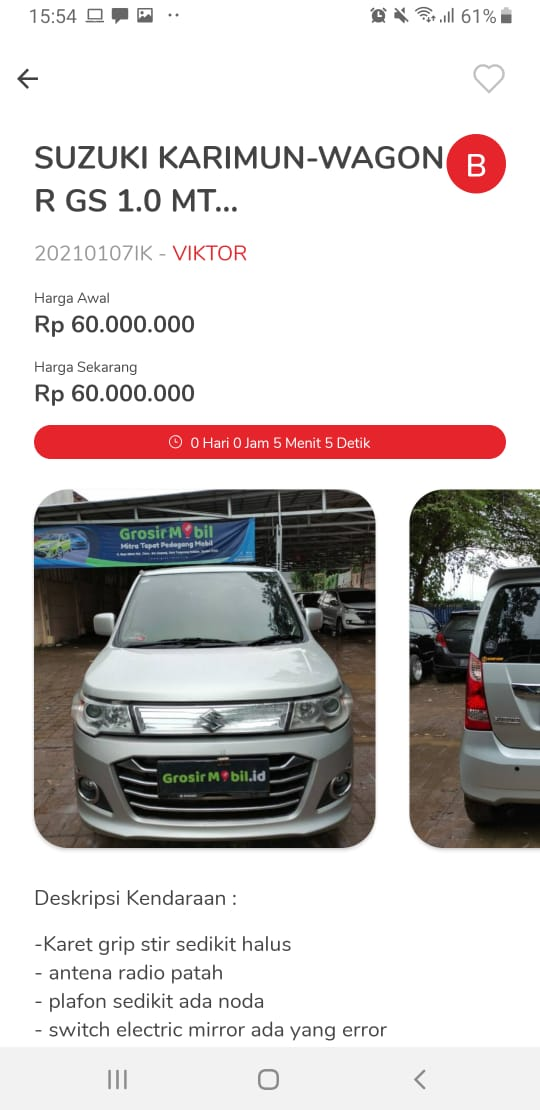 15:54
61%
SUZUKI KARIMUN-WAGON
R GS 1.0 MT...
B
20210107IK - VIKTOR
Harga Awal
Rp 60.000.000
Harga Sekarang
Rp 60.000.000
0 Hari 0 Jam 5 Menit 5 Detik
Grosir Mobil
Mitra Tepat Pedagang Mobil
GrosirMobil.id
Deskripsi Kendaraan :
-Karet grip stir sedikit halus
- antena radio patah
- plafon sedikit ada noda
- switch electric mirror ada yang error